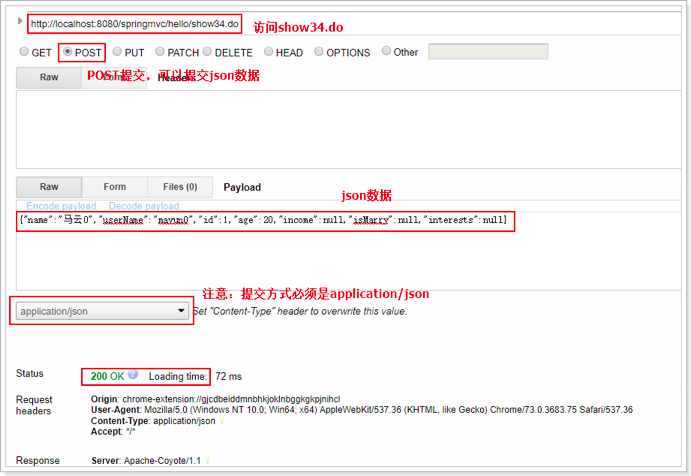 http://localhost:8080/springmvc/hello/show34.do
访问show34.do
GET POST PUT PATCH DELETE HEAD OPTIONS Other
Raw Form Headers
POST提交，可以提交json数据
Raw Form Files (0) Payload
json数据
Encode payload Decode payload
{"name":"马云0","userName":"mayun0","id":1,"age":20,"income":null,"isMarry":null,"interests":null}
注意：提交方式必须是application/json
application/json Set "Content-Type" header to overwrite this value.
Status 200 OK Loading time: 72 ms
Request headers
Origin: chrome-extension://gjcdbeiddmnbhkjoklnbggkgkpjnihcl
User-Agent: Mozilla/5.0 (Windows NT 10.0; Win64; x64) AppleWebKit/537.36 (KHTML, like Gecko) Chrome/73.0.3683.75 Safari/537.36
Content-Type: application/json
Accept: */*
Response Server: Apache-Coyote/1.1